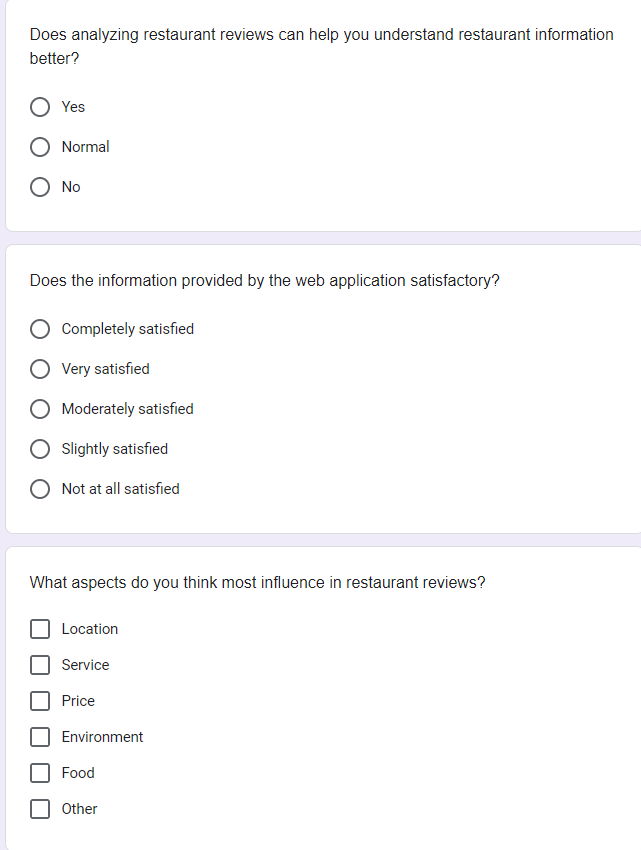 Does analyzing restaurant reviews can help you understand restaurant information
better?
Yes
Normal
No
Does the information provided by the web application satisfactory?
Completely satisfied
Very satisfied
Moderately satisfied
Slightly satisfied
Not at all satisfied
What aspects do you think most influence in restaurant reviews?
Location
Service
Price
Environment
Food
Other